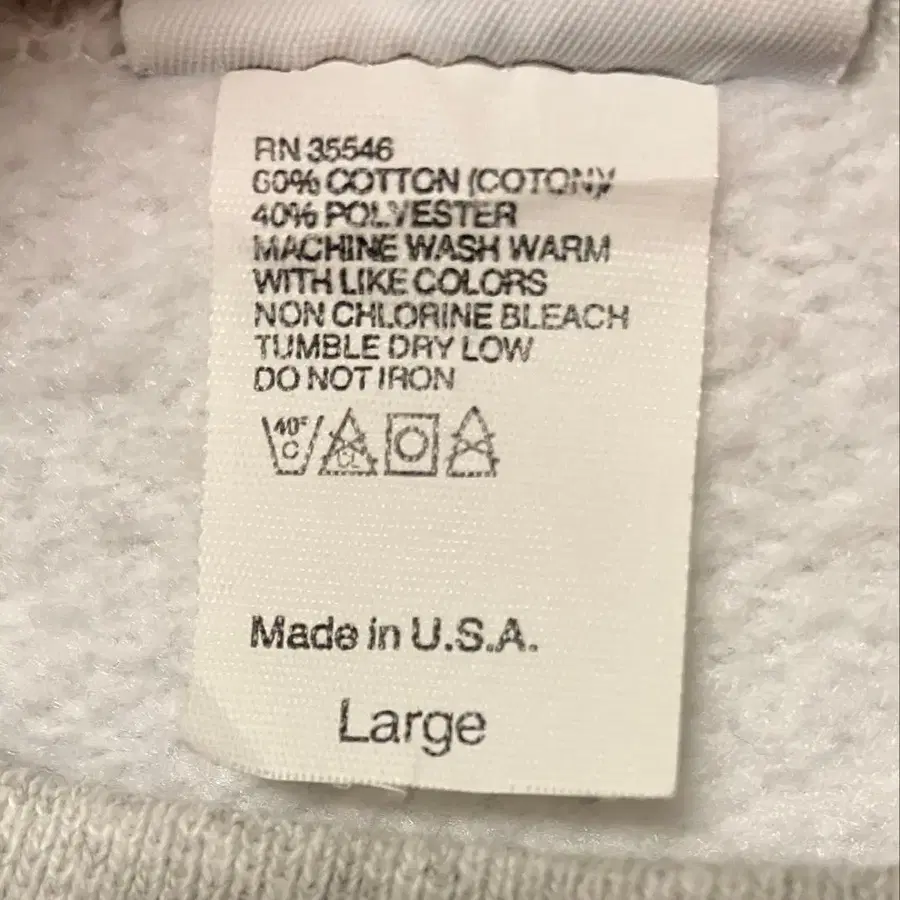 RN 35546
60% COTTON (COTON)/
40% POLYESTER
MACHINE WASH WARM
WITH LIKE COLORS
NON CHLORINE BLEACH
TUMBLE DRY LOW
DO NOT IRON
40° C CL
Made in U.S.A.
Large